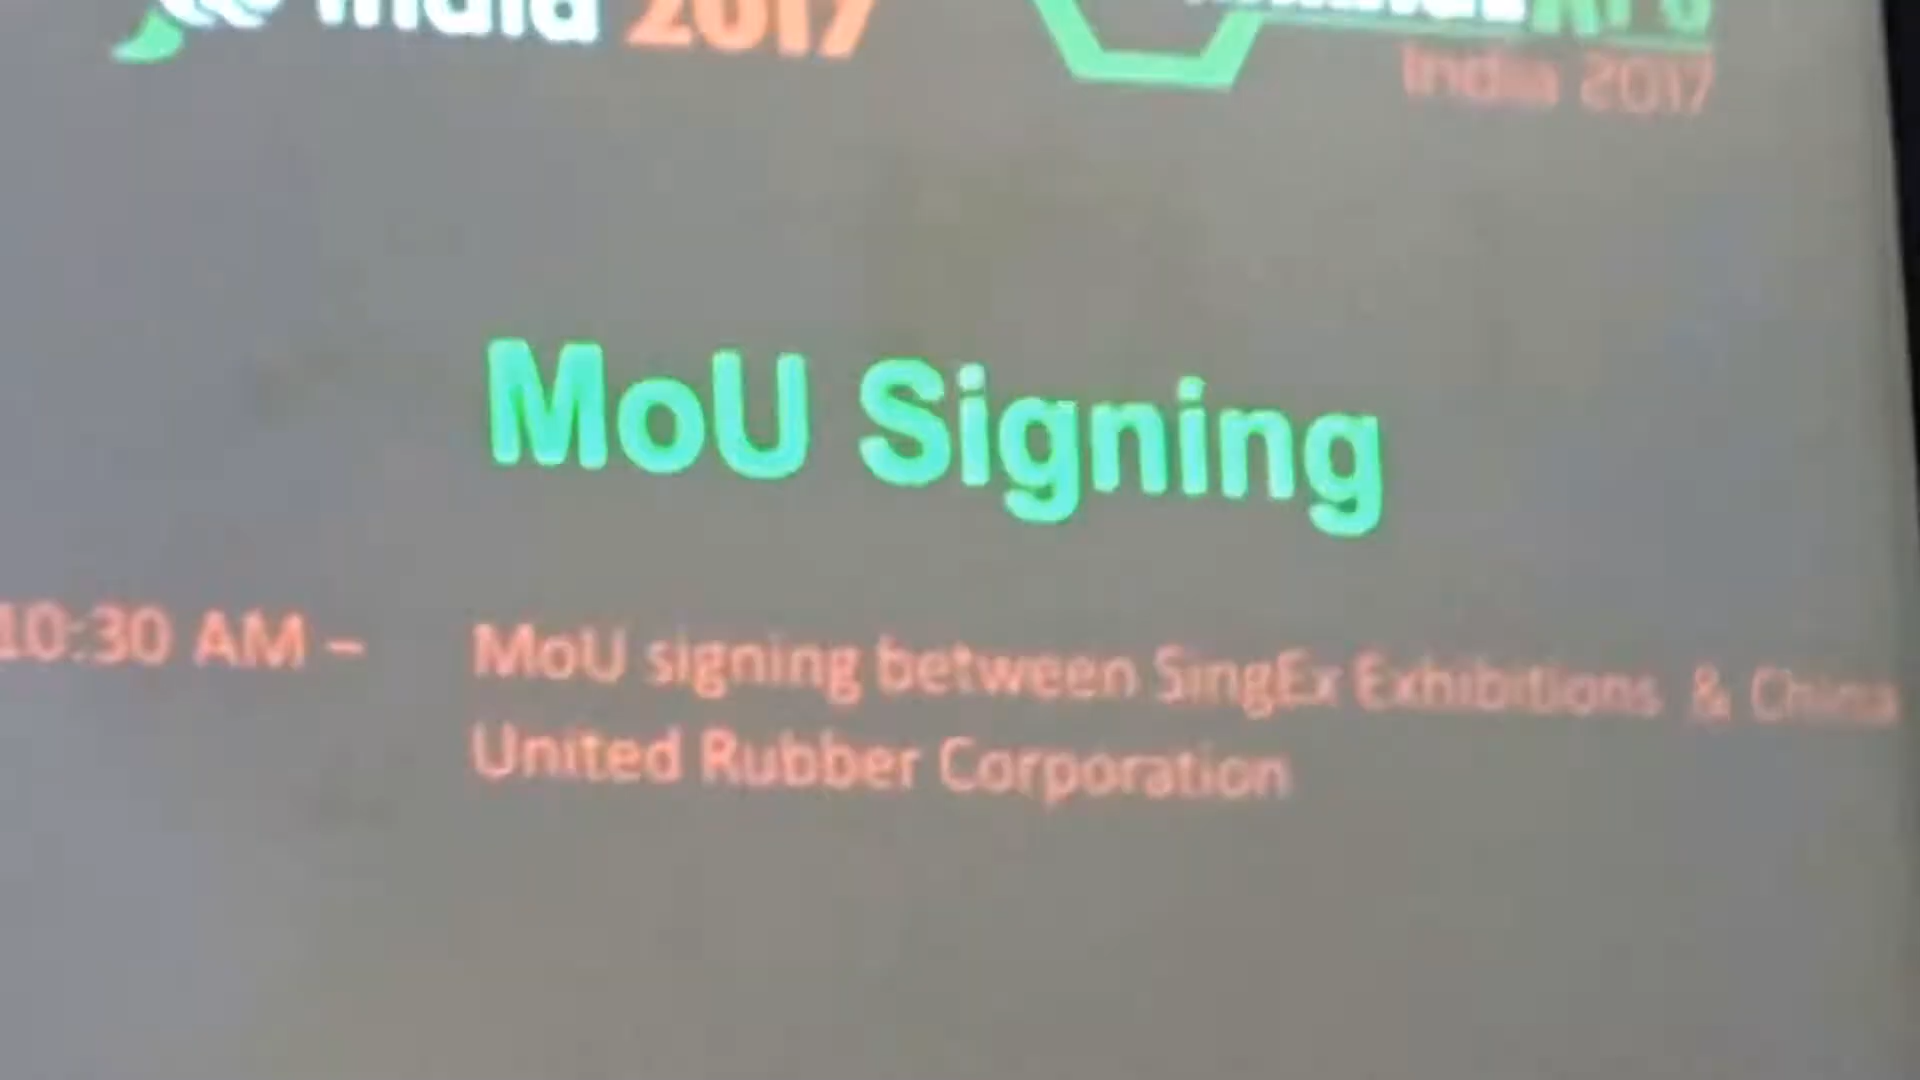 India 2017
India 2017
MoU Signing
10:30 AM – MoU signing between SingEx Exhibitions & China
United Rubber Corporation